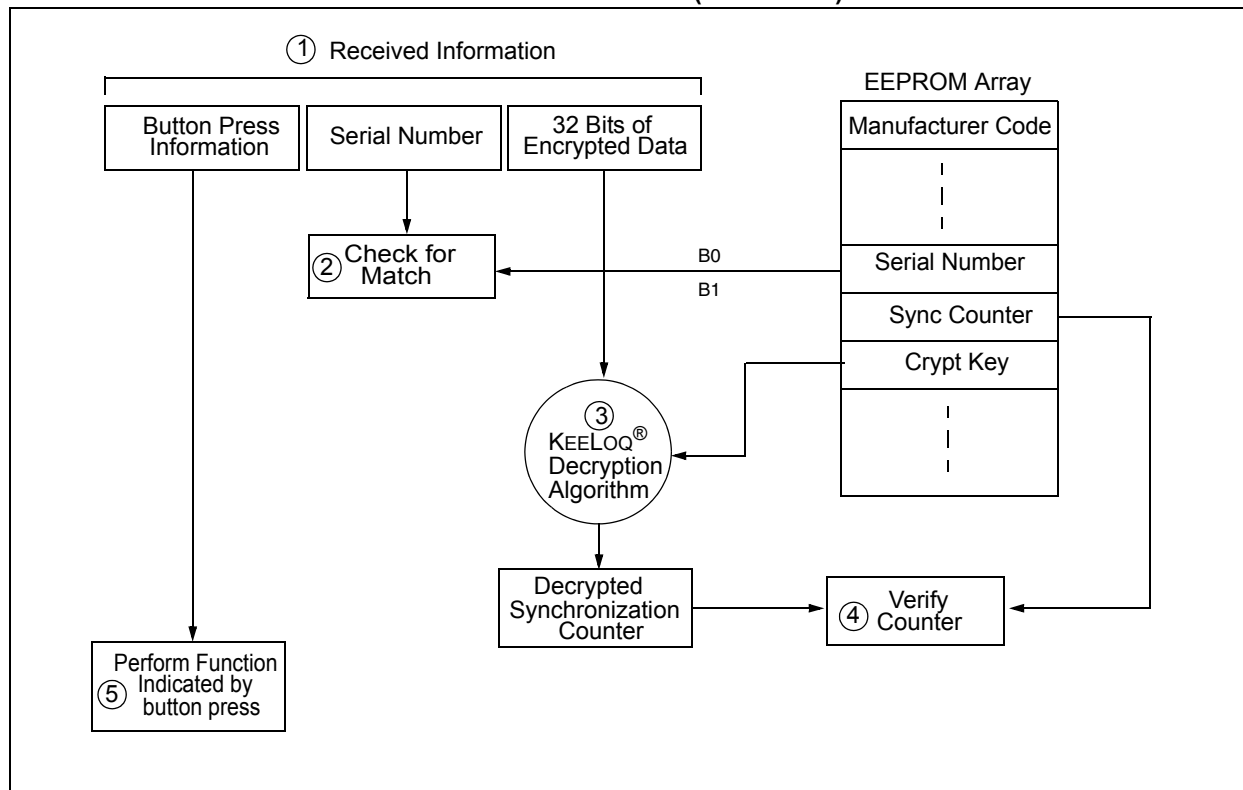 ① Received Information
EEPROM Array
Button Press
Information
Serial Number
32 Bits of
Encrypted Data
Manufacturer Code
② Check for
Match
B0
B1
Serial Number
Sync Counter
Crypt Key
③
KEELOQ®
Decryption
Algorithm
Decrypted
Synchronization
Counter
④ Verify
Counter
Perform Function
⑤ Indicated by
button press